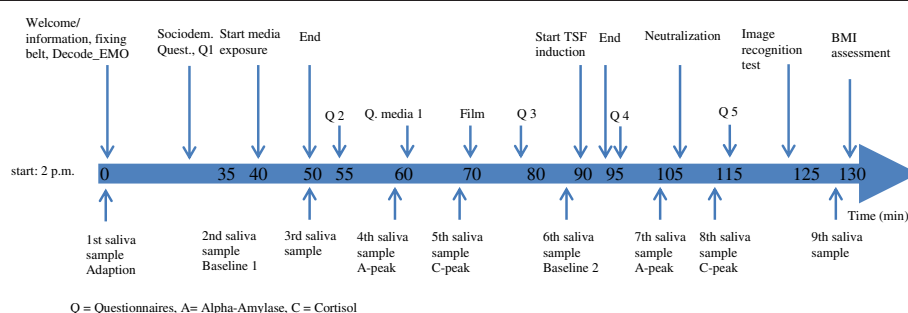 Welcome/
information, fixing
belt, Decode_EMO
Sociodem.
Quest., Q1
Start media
exposure
End
Q 2
Q. media 1
Film
Q 3
Start TSF
induction
End
Q 4
Neutralization
Q 5
Image
recognition
test
BMI
assessment
start: 2 p.m.
0 35 40 50 55 60 70 80 90 95 105 115 125 130
Time (min)
1st saliva
sample
Adaption
2nd saliva
sample
Baseline 1
3rd saliva
sample
4th saliva
sample
A-peak
5th saliva
sample
C-peak
6th saliva
sample
Baseline 2
7th saliva
sample
A-peak
8th saliva
sample
C-peak
9th saliva
sample
Q = Questionnaires, A= Alpha-Amylase, C = Cortisol